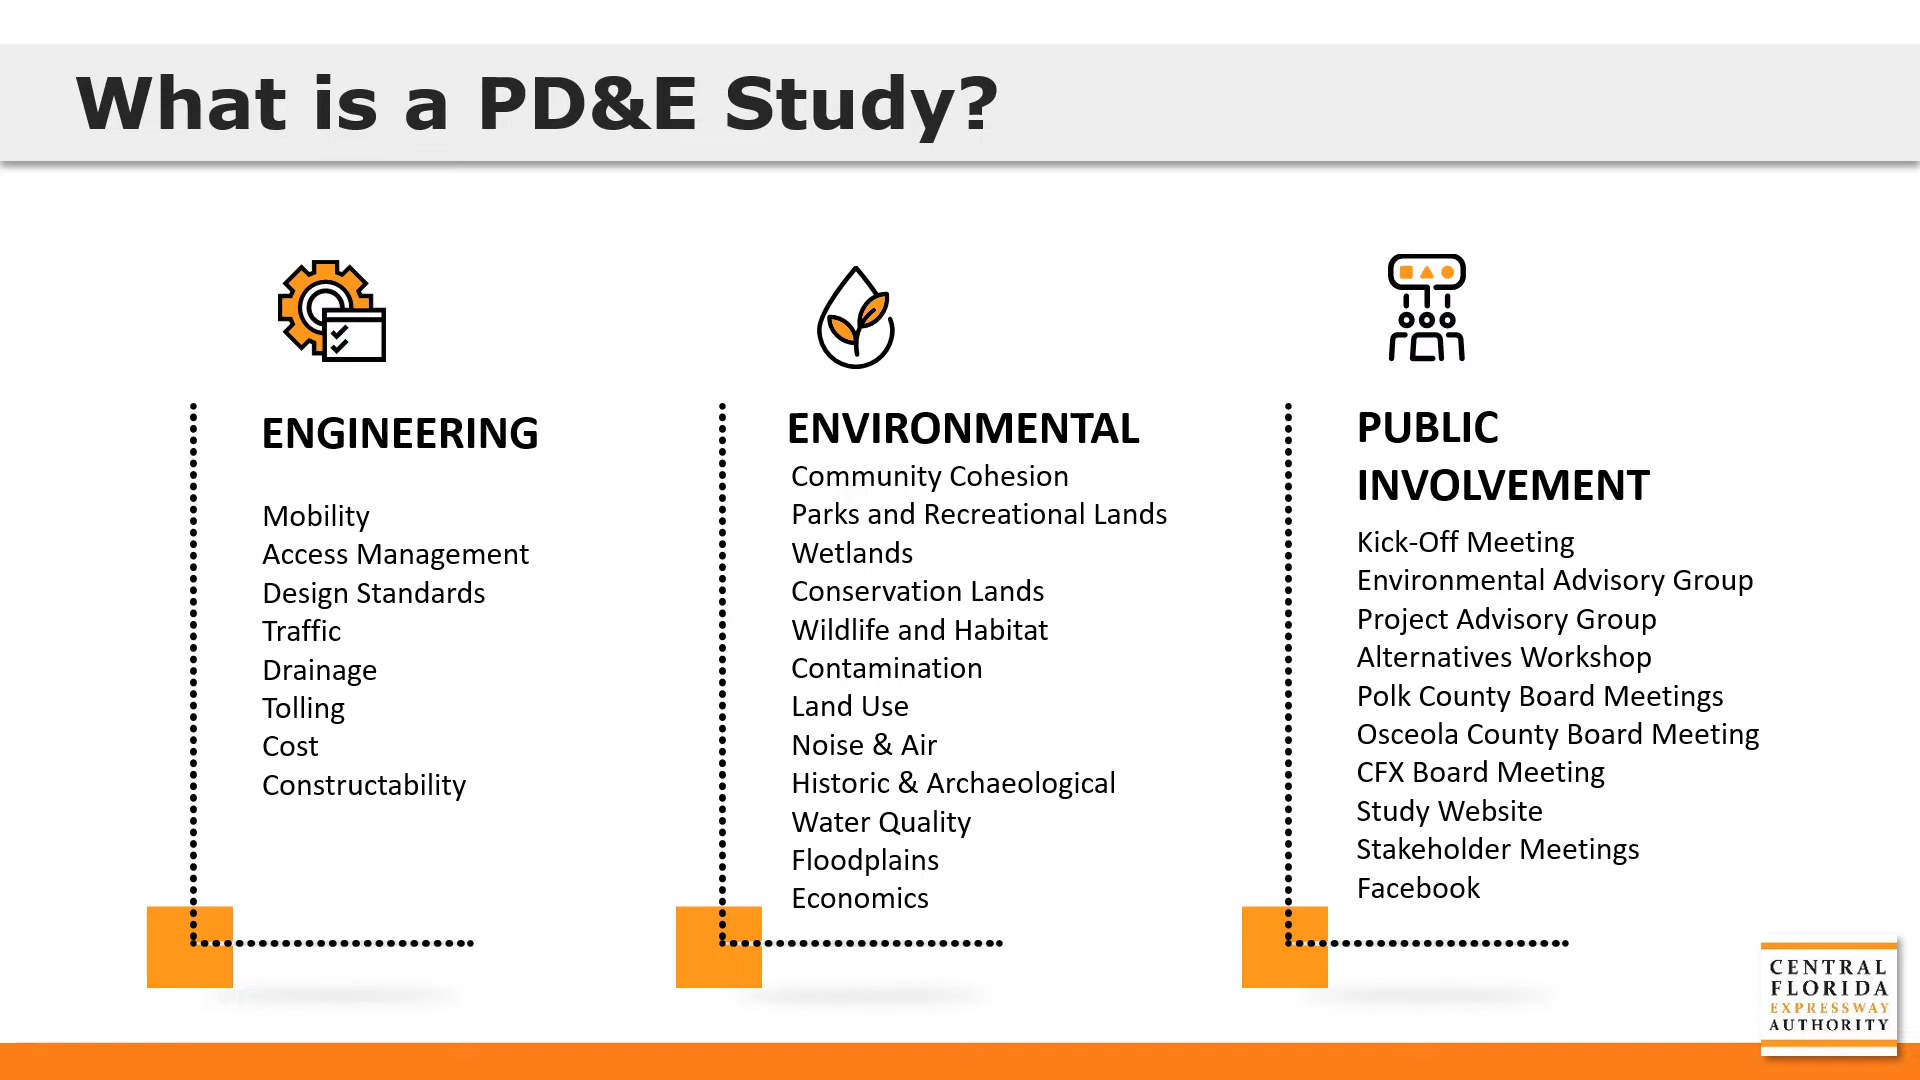 What is a PD&E Study?
ENGINEERING
Mobility
Access Management
Design Standards
Traffic
Drainage
Tolling
Cost
Constructability
ENVIRONMENTAL
Community Cohesion
Parks and Recreational Lands
Wetlands
Conservation Lands
Wildlife and Habitat
Contamination
Land Use
Noise & Air
Historic & Archaeological
Water Quality
Floodplains
Economics
PUBLIC
INVOLVEMENT
Kick-Off Meeting
Environmental Advisory Group
Project Advisory Group
Alternatives Workshop
Polk County Board Meetings
Osceola County Board Meeting
CFX Board Meeting
Study Website
Stakeholder Meetings
Facebook
CENTRAL
FLORIDA
EXPRESSWAY
AUTHORITY